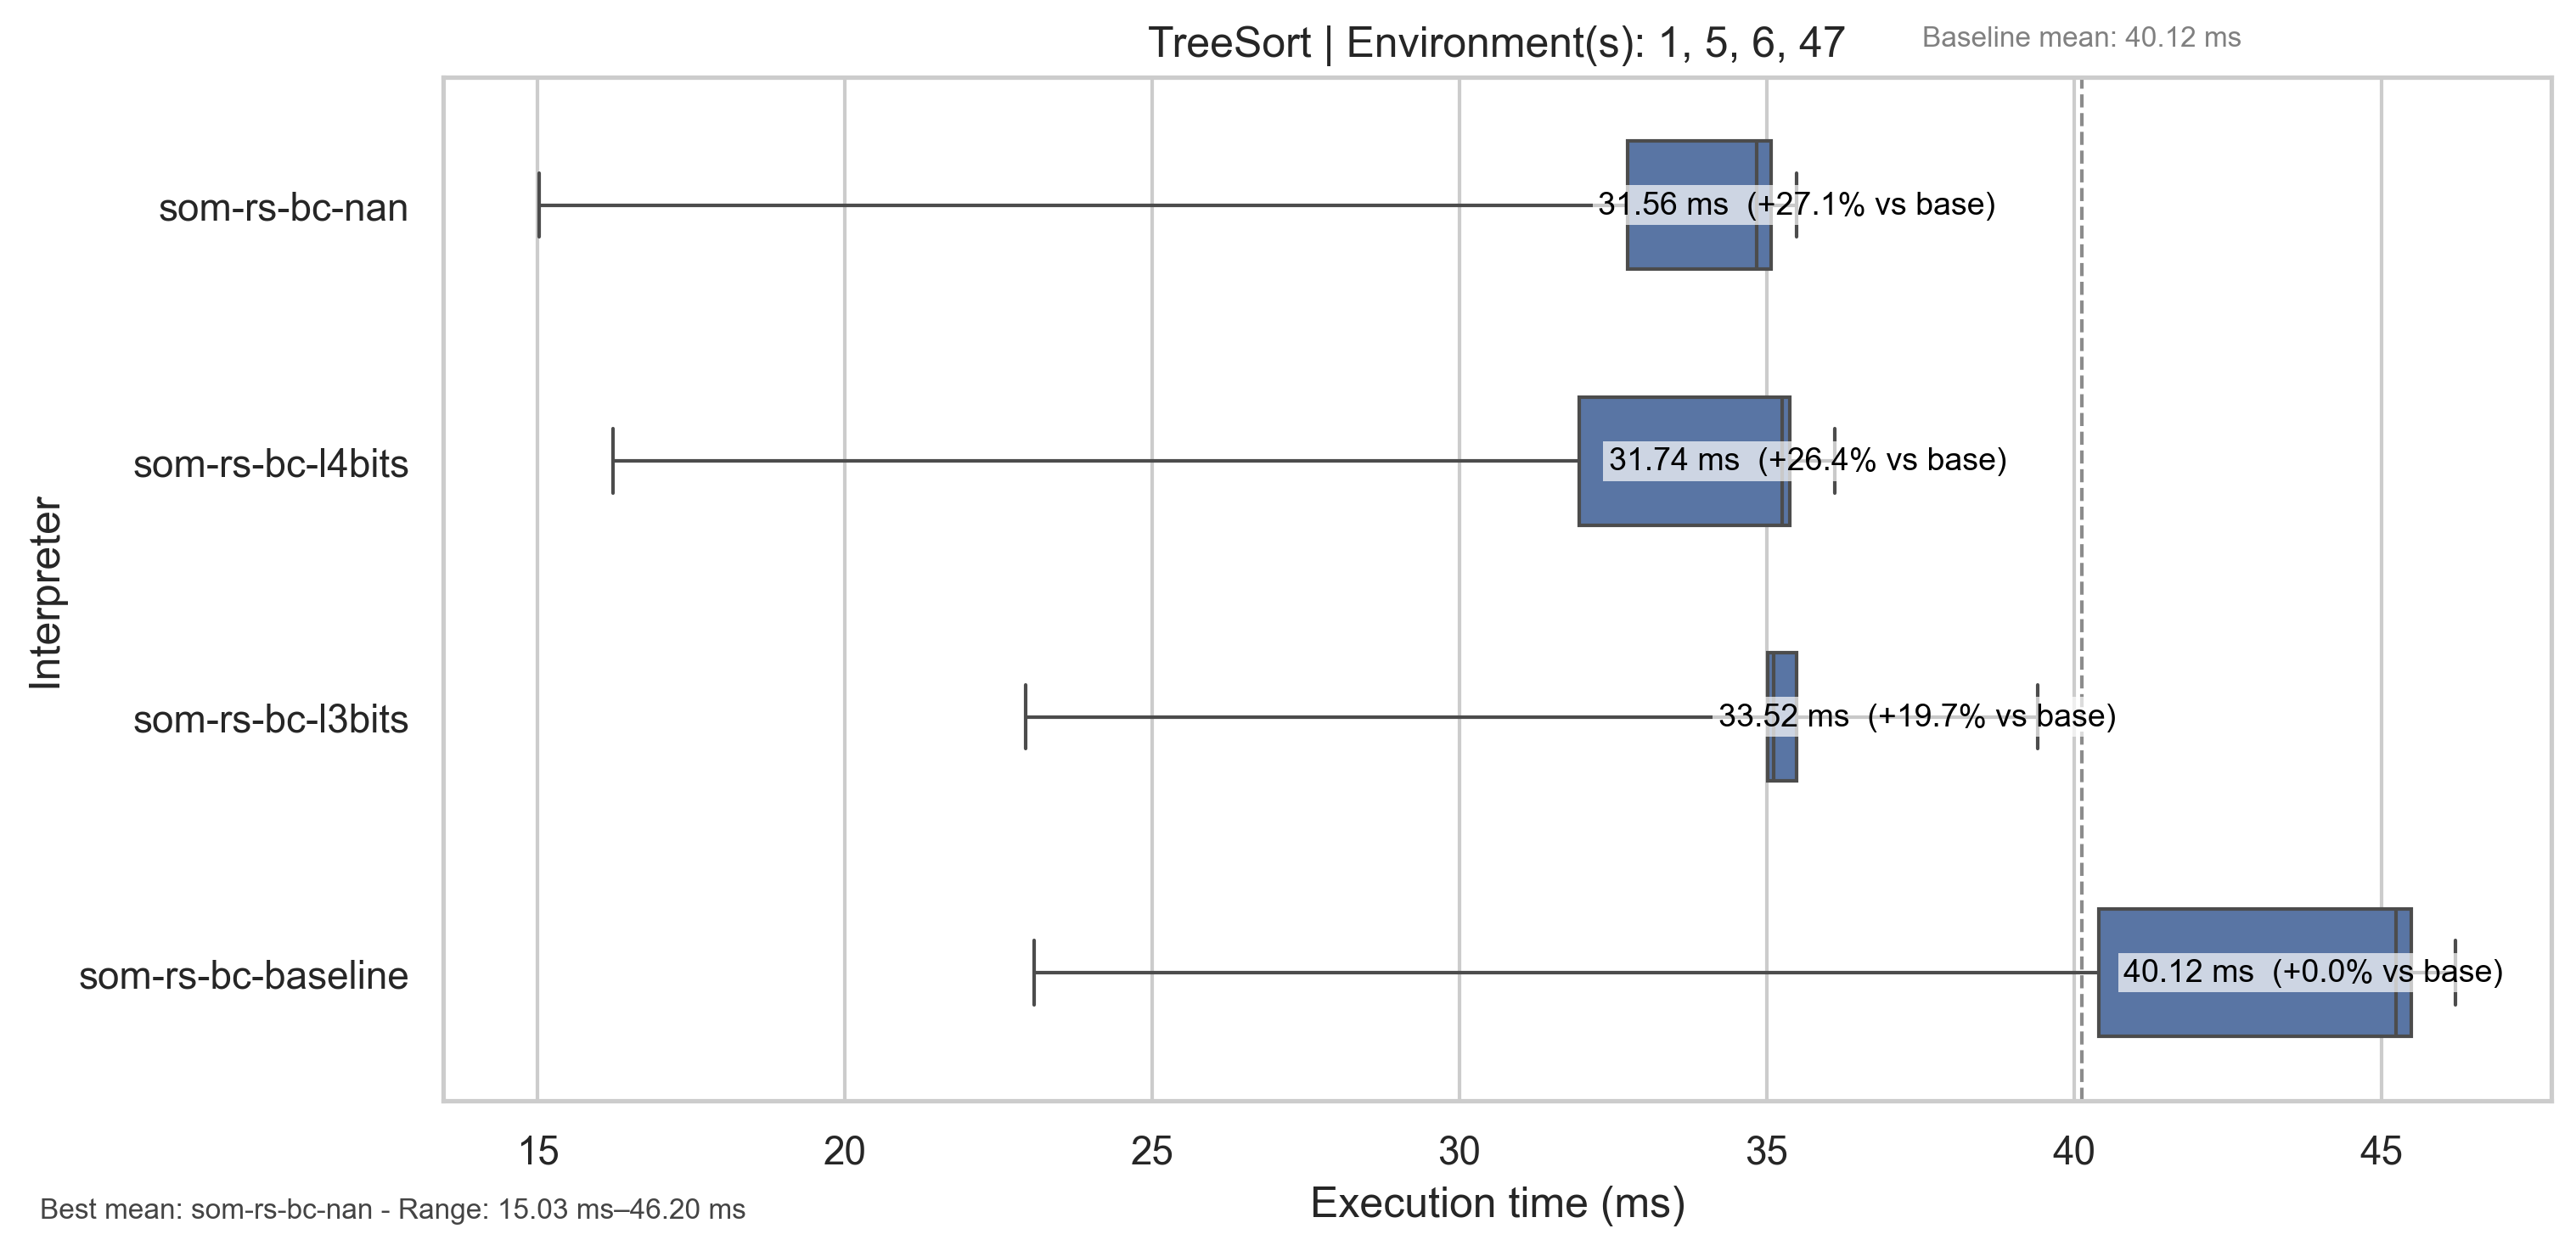 TreeSort | Environment(s): 1, 5, 6, 47
Baseline mean: 40.12 ms
Interpreter
som-rs-bc-nan
31.56 ms (+27.1% vs base)
som-rs-bc-l4bits
31.74 ms (+26.4% vs base)
som-rs-bc-l3bits
33.52 ms (+19.7% vs base)
som-rs-bc-baseline
40.12 ms (+0.0% vs base)
15 20 25 30 35 40 45
Execution time (ms)
Best mean: som-rs-bc-nan - Range: 15.03 ms–46.20 ms